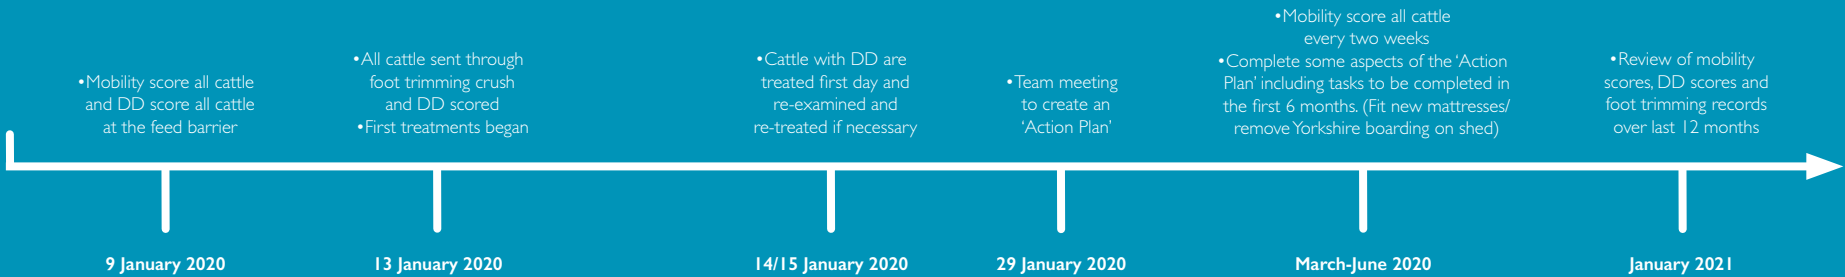 •Mobility score all cattle
and DD score all cattle
at the feed barrier
9 January 2020
•All cattle sent through
foot trimming crush
and DD scored
•First treatments began
13 January 2020
•Cattle with DD are
treated first day and
re-examined and
re-treated if necessary
14/15 January 2020
•Team meeting
to create an
‘Action Plan’
29 January 2020
•Mobility score all cattle
every two weeks
•Complete some aspects of the ‘Action
Plan’ including tasks to be completed in
the first 6 months. (Fit new mattresses/
remove Yorkshire boarding on shed)
March-June 2020
•Review of mobility
scores, DD scores and
foot trimming records
over last 12 months
January 2021